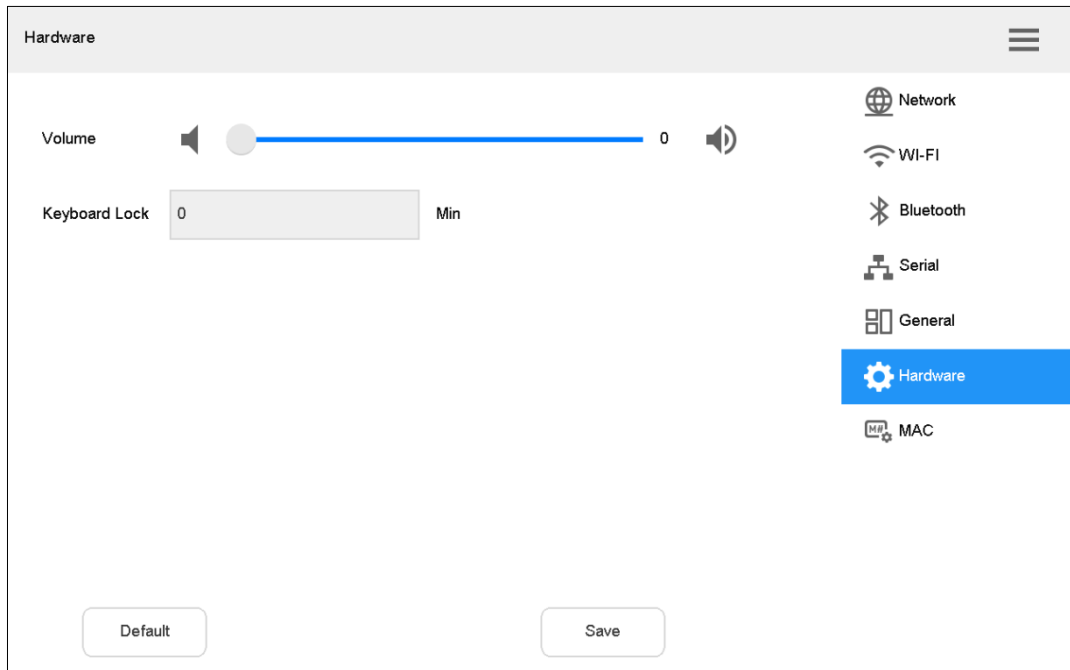 Hardware
Volume
0
Keyboard Lock
0
Min
Network
WI-FI
Bluetooth
Serial
General
Hardware
M#
MAC
Default
Save